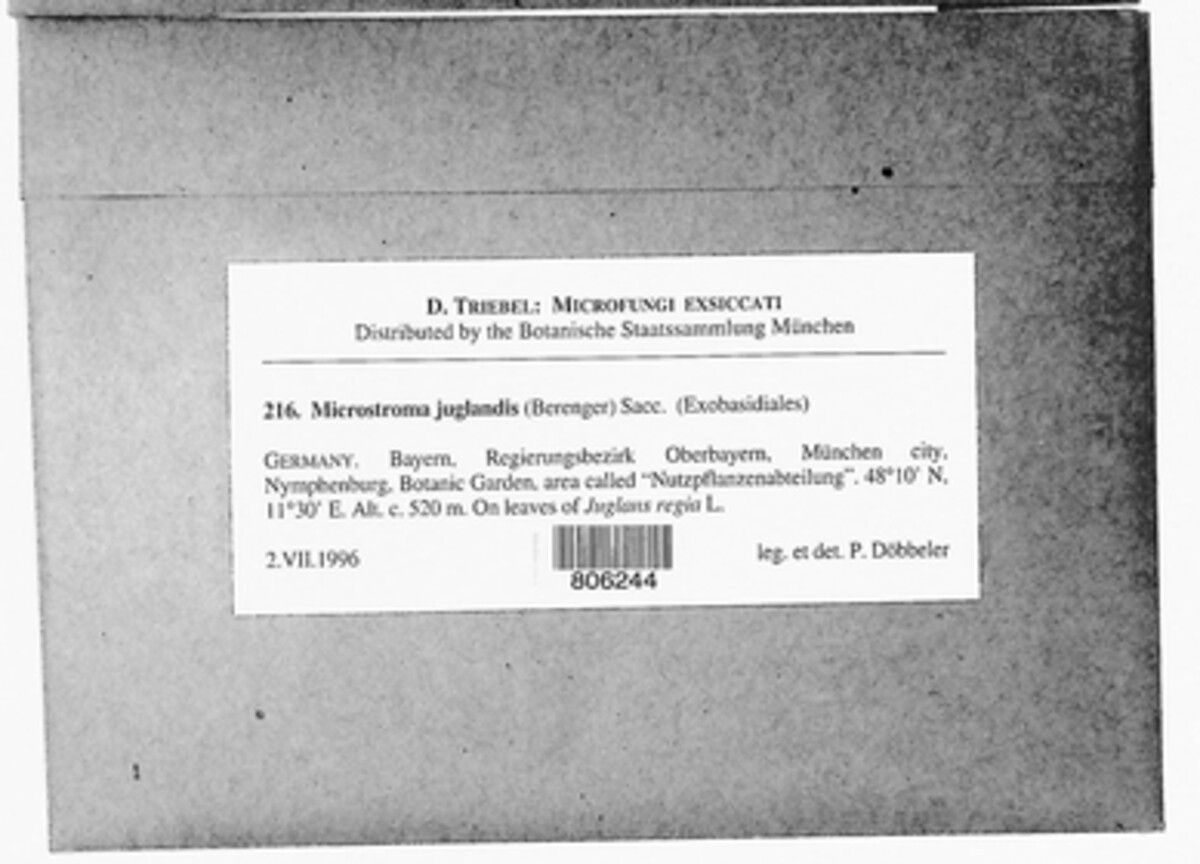 D. TRIEBEL: MICROFUNGI EXSICCATI
Distributed by the Botanische Staatssammlung München
216. Microstroma juglandis (Berenger) Sacc. (Exobasidiales)
GERMANY. Bayern, Regierungsbezirk Oberbayern, München city,
Nymphenburg, Botanic Garden, area called “Nutzpflanzenabteilung”. 48°10' N,
11°30' E. Alt. c. 520 m. On leaves of Juglans regia L.
2.VII.1996
leg. et det. P. Döbbeler
806244